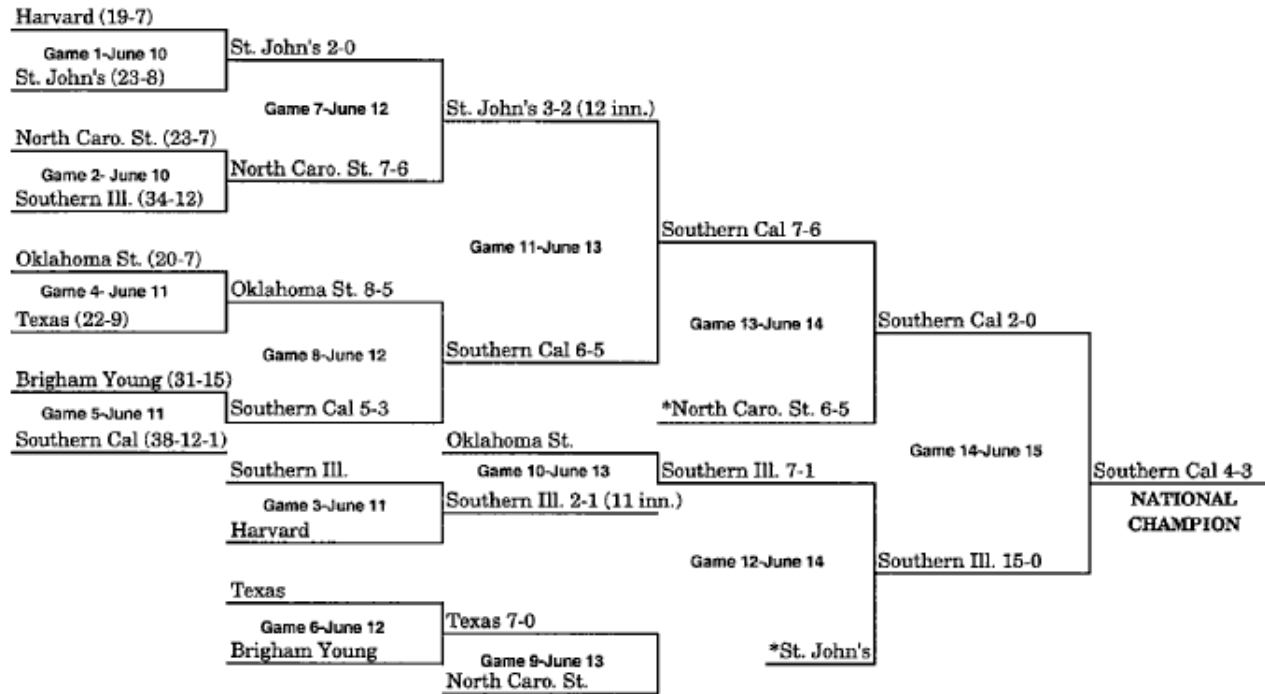 Harvard (19-7)
Game 1-June 10
St. John's (23-8)
St. John's 2-0
Game 7-June 12
St. John's 3-2 (12 inn.)
North Caro. St. (23-7)
Game 2- June 10
Southern Ill. (34-12)
North Caro. St. 7-6
Game 11-June 13
Southern Cal 7-6
Oklahoma St. (20-7)
Game 4- June 11
Texas (22-9)
Oklahoma St. 8-5
Game 8-June 12
Southern Cal 6-5
Game 13-June 14
Southern Cal 2-0
Brigham Young (31-15)
Game 5-June 11
Southern Cal (38-12-1)
Southern Cal 5-3
*North Caro. St. 6-5
Oklahoma St.
Game 10-June 13
Southern Ill. 7-1
Game 14-June 15
Southern Cal 4-3
NATIONAL
CHAMPION
Southern Ill.
Game 3-June 11
Harvard
Southern Ill. 2-1 (11 inn.)
Game 12-June 14
Southern Ill. 15-0
Texas
Game 6-June 12
Brigham Young
Texas 7-0
Game 9-June 13
North Caro. St.
*St. John's